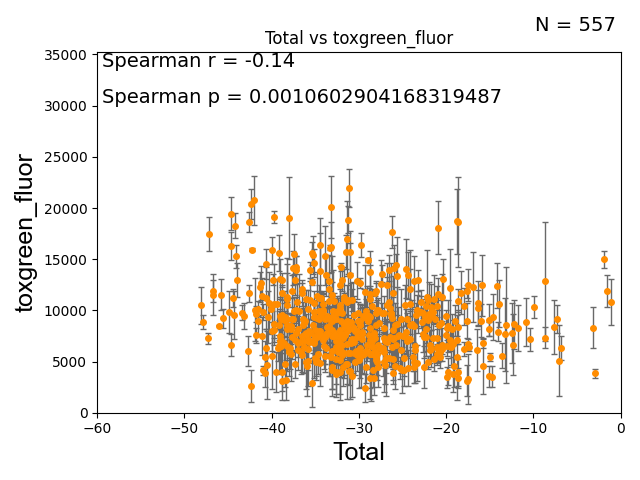 N = 557
Total vs toxgreen_fluor
Spearman r = -0.14
Spearman p = 0.0010602904168319487
toxgreen_fluor
35000
30000
25000
20000
15000
10000
5000
0
−60
−50
−40
−30
−20
−10
0
Total